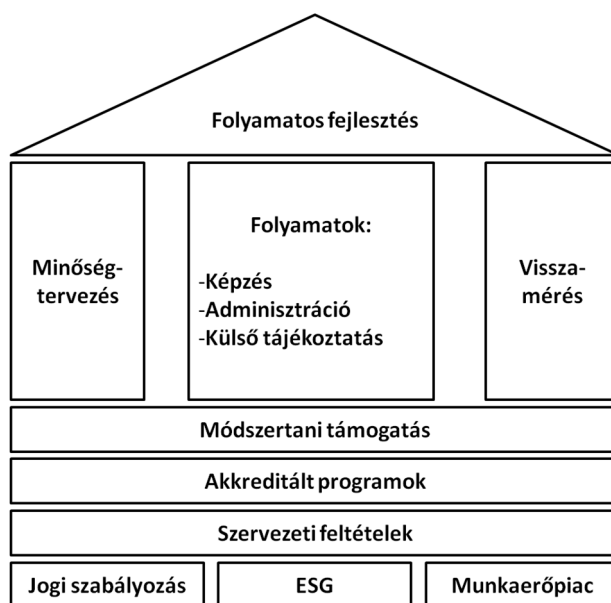 Folyamatos fejlesztés
Minőség-
tervezés
Folyamatok:
-Képzés
-Adminisztráció
-Külső tájékoztatás
Vissza-
mérés
Módszertani támogatás
Akkreditált programok
Szervezeti feltételek
Jogi szabályozás
ESG
Munkaerőpiac